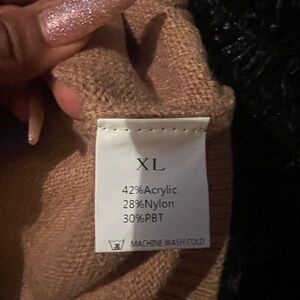 XL
42%Acrylic
28%Nylon
30%PBT
MACHINE WASH COLD